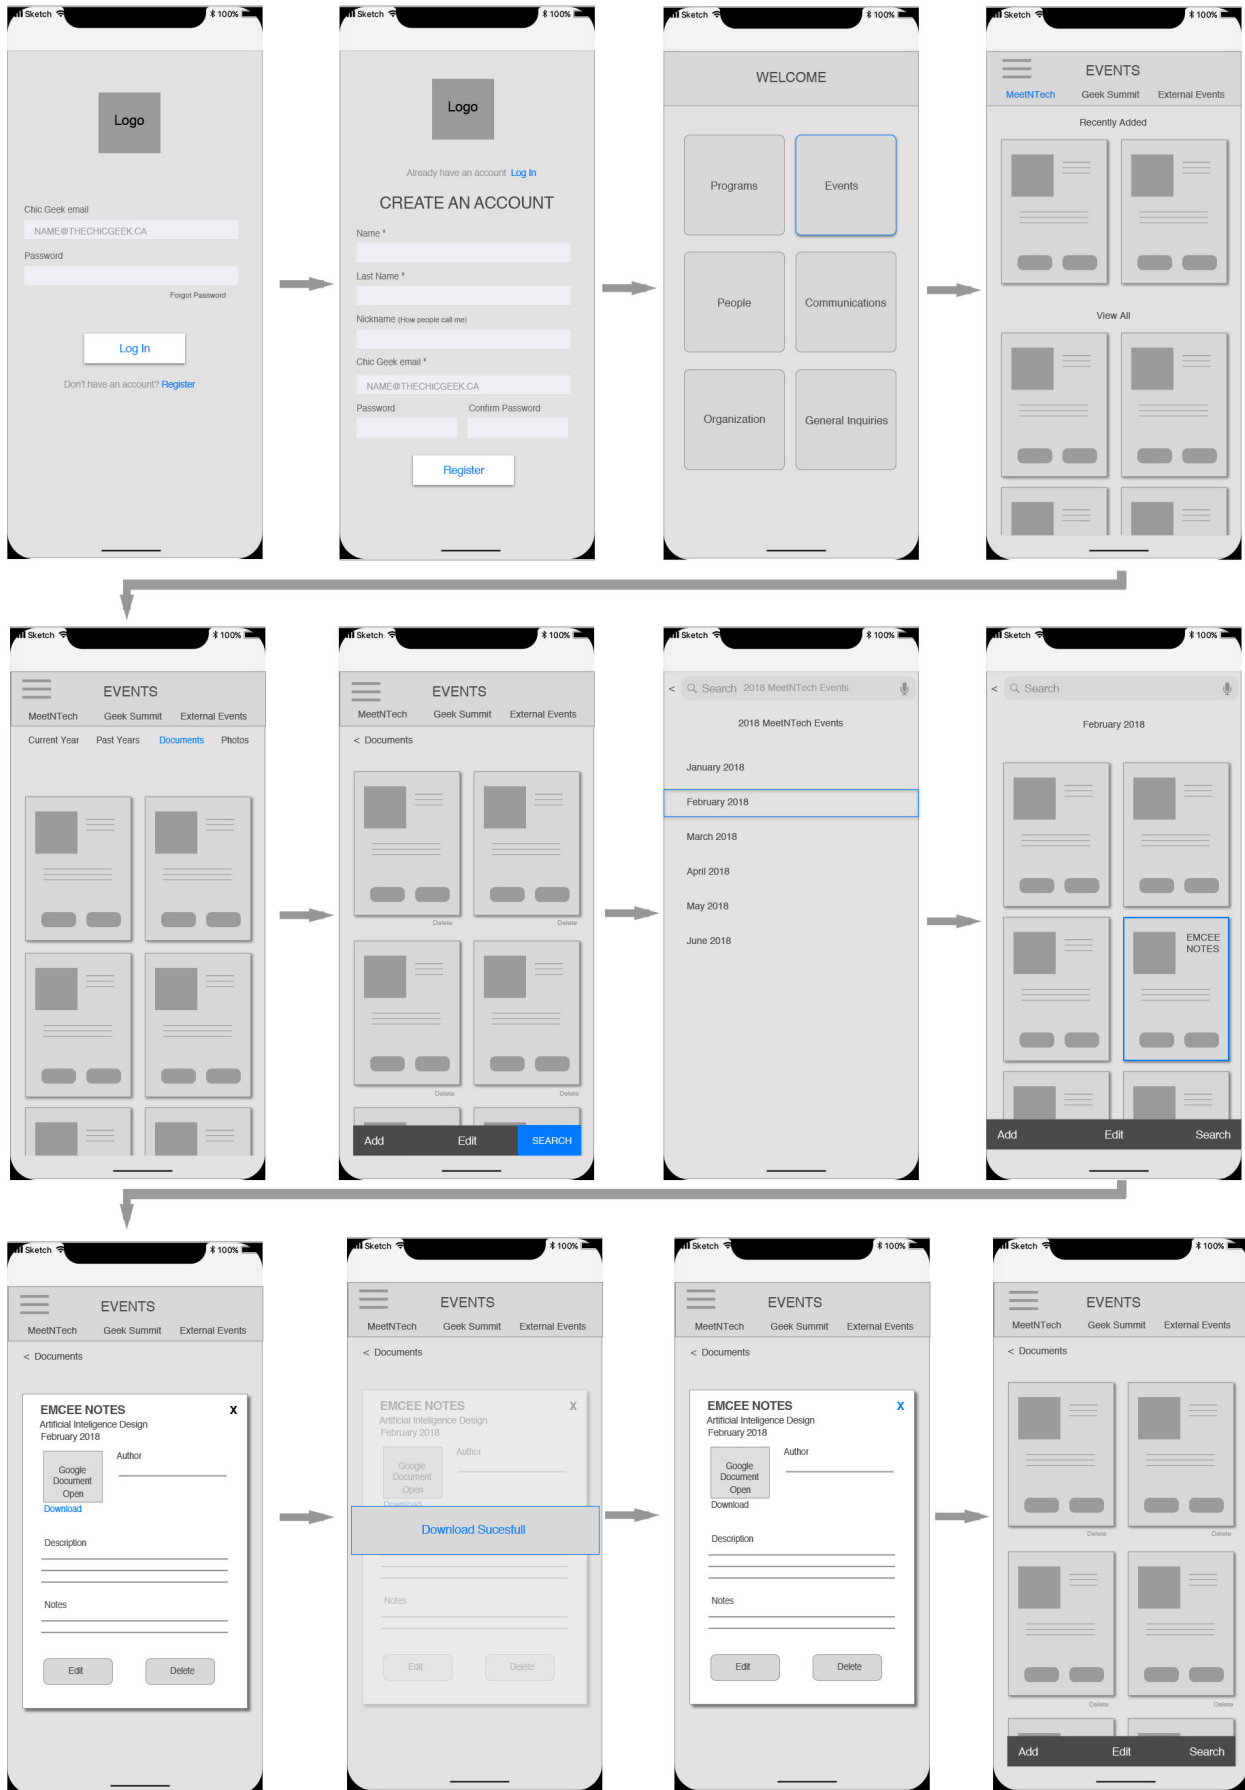 Sketch
100%
Logo
Chic Geek email
NAME@THECHICGEEK.CA
Password
Forgot Password
Log In
Don't have an account? Register
Sketch
100%
Logo
Already have an account Log In
CREATE AN ACCOUNT
Name *
Last Name *
Nickname (How people call me)
Chic Geek email *
NAME@THECHICGEEK.CA
Password Confirm Password
Register
Sketch
100%
WELCOME
Programs Events
People Communications
Organization General Inquiries
Sketch
100%
EVENTS
MeetNTech Geek Summit External Events
Recently Added
View All
Sketch
100%
EVENTS
MeetNTech Geek Summit External Events
Current Year Past Years Documents Photos
Sketch
100%
EVENTS
MeetNTech Geek Summit External Events
< Documents
Delete Delete
Delete Delete
Add Edit SEARCH
Sketch
100%
< Search 2018 MeetNTech Events
2018 MeetNTech Events
January 2018
February 2018
March 2018
April 2018
May 2018
June 2018
Sketch
100%
< Search
February 2018
EMCEE
NOTES
Add Edit Search
Sketch
100%
EVENTS
MeetNTech Geek Summit External Events
< Documents
EMCEE NOTES X
Artificial Inteligence Design
February 2018
Author
Google
Document
Open
Download
Description
Notes
Edit Delete
Sketch
100%
EVENTS
MeetNTech Geek Summit External Events
< Documents
EMCEE NOTES X
Artificial Inteligence Design
February 2018
Author
Google
Document
Open
Download
Download Sucesfull
Notes
Edit Delete
Sketch
100%
EVENTS
MeetNTech Geek Summit External Events
< Documents
EMCEE NOTES X
Artificial Inteligence Design
February 2018
Author
Google
Document
Open
Download
Description
Notes
Edit Delete
Sketch
100%
EVENTS
MeetNTech Geek Summit External Events
< Documents
Delete Delete
Delete Delete
Add Edit Search